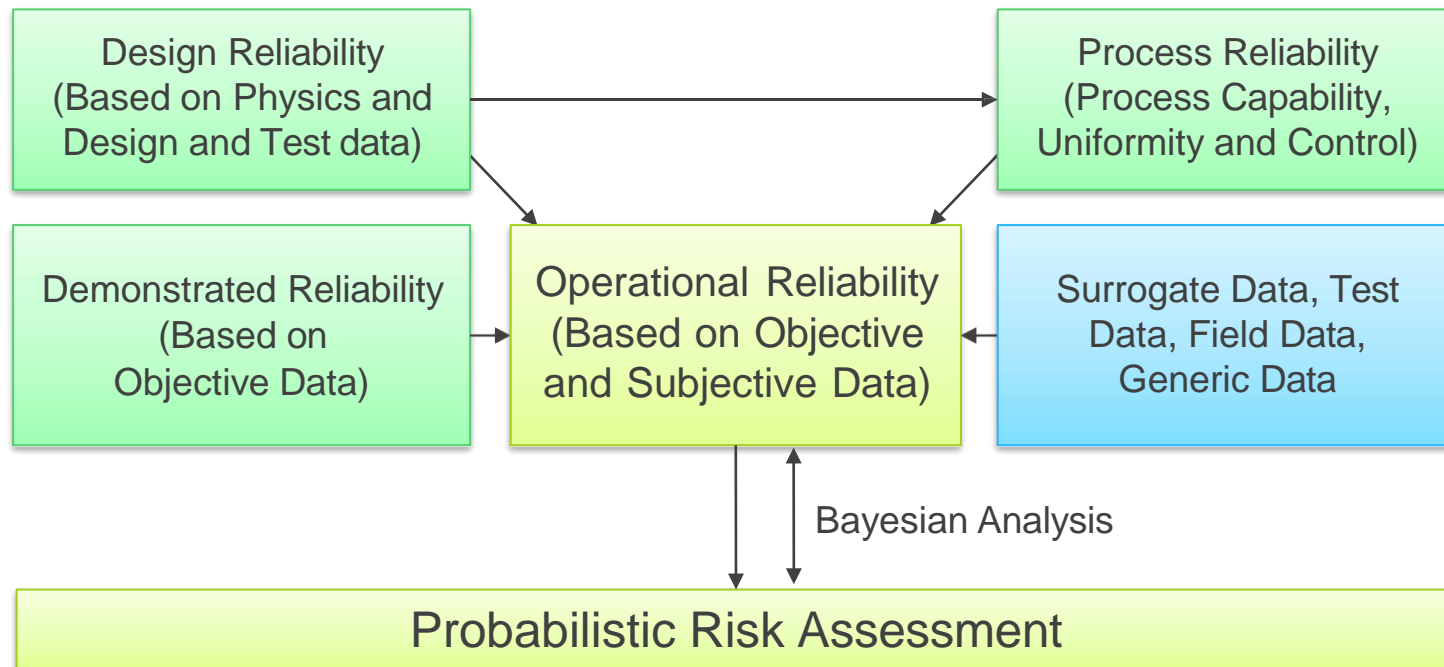 Design Reliability
(Based on Physics and
Design and Test data)
Process Reliability
(Process Capability,
Uniformity and Control)
Demonstrated Reliability
(Based on
Objective Data)
Operational Reliability
(Based on Objective
and Subjective Data)
Surrogate Data, Test
Data, Field Data,
Generic Data
Bayesian Analysis
Probabilistic Risk Assessment